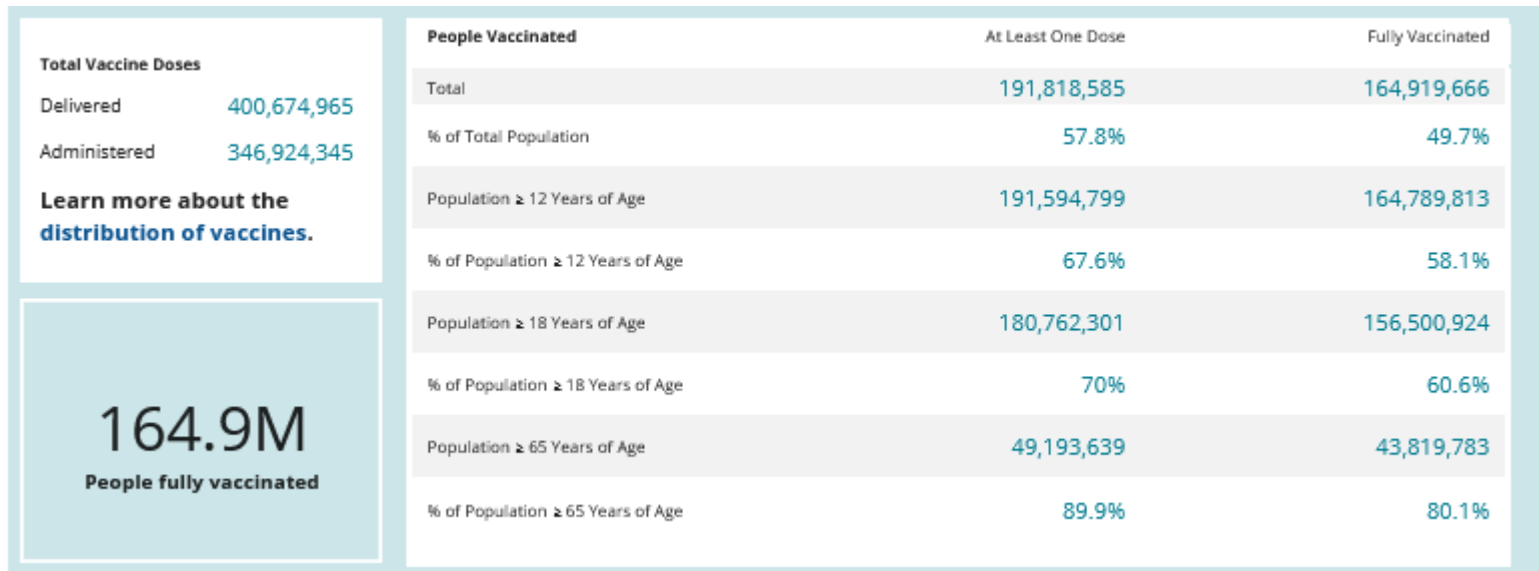 Total Vaccine Doses
Delivered 400,674,965
Administered 346,924,345
Learn more about the
distribution of vaccines.
164.9M
People fully vaccinated
People Vaccinated At Least One Dose Fully Vaccinated
Total 191,818,585 164,919,666
% of Total Population 57.8% 49.7%
Population ≥ 12 Years of Age 191,594,799 164,789,813
% of Population ≥ 12 Years of Age 67.6% 58.1%
Population ≥ 18 Years of Age 180,762,301 156,500,924
% of Population ≥ 18 Years of Age 70% 60.6%
Population ≥ 65 Years of Age 49,193,639 43,819,783
% of Population ≥ 65 Years of Age 89.9% 80.1%